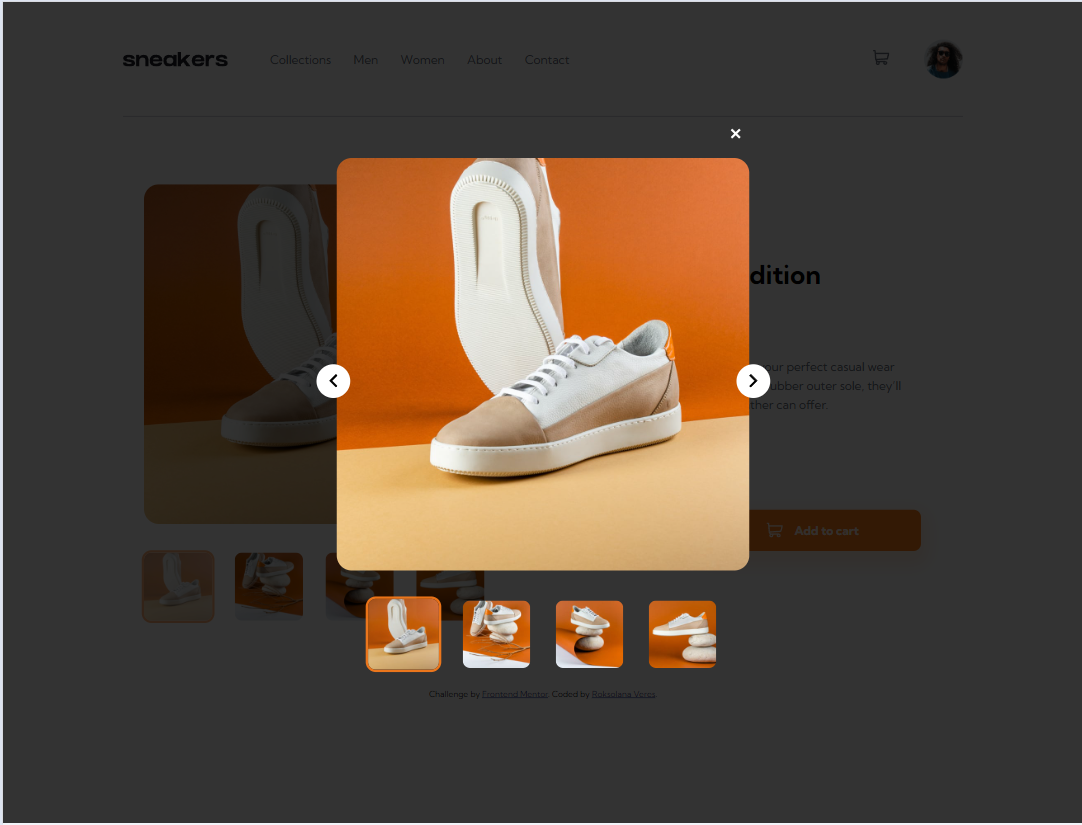 sneakers Collections Men Women About Contact
dition
our perfect casual wear
ubber outer sole, they'll
ther can offer.
Add to cart
Challenge by Frontend Mentor. Coded by Roksolana Veres.